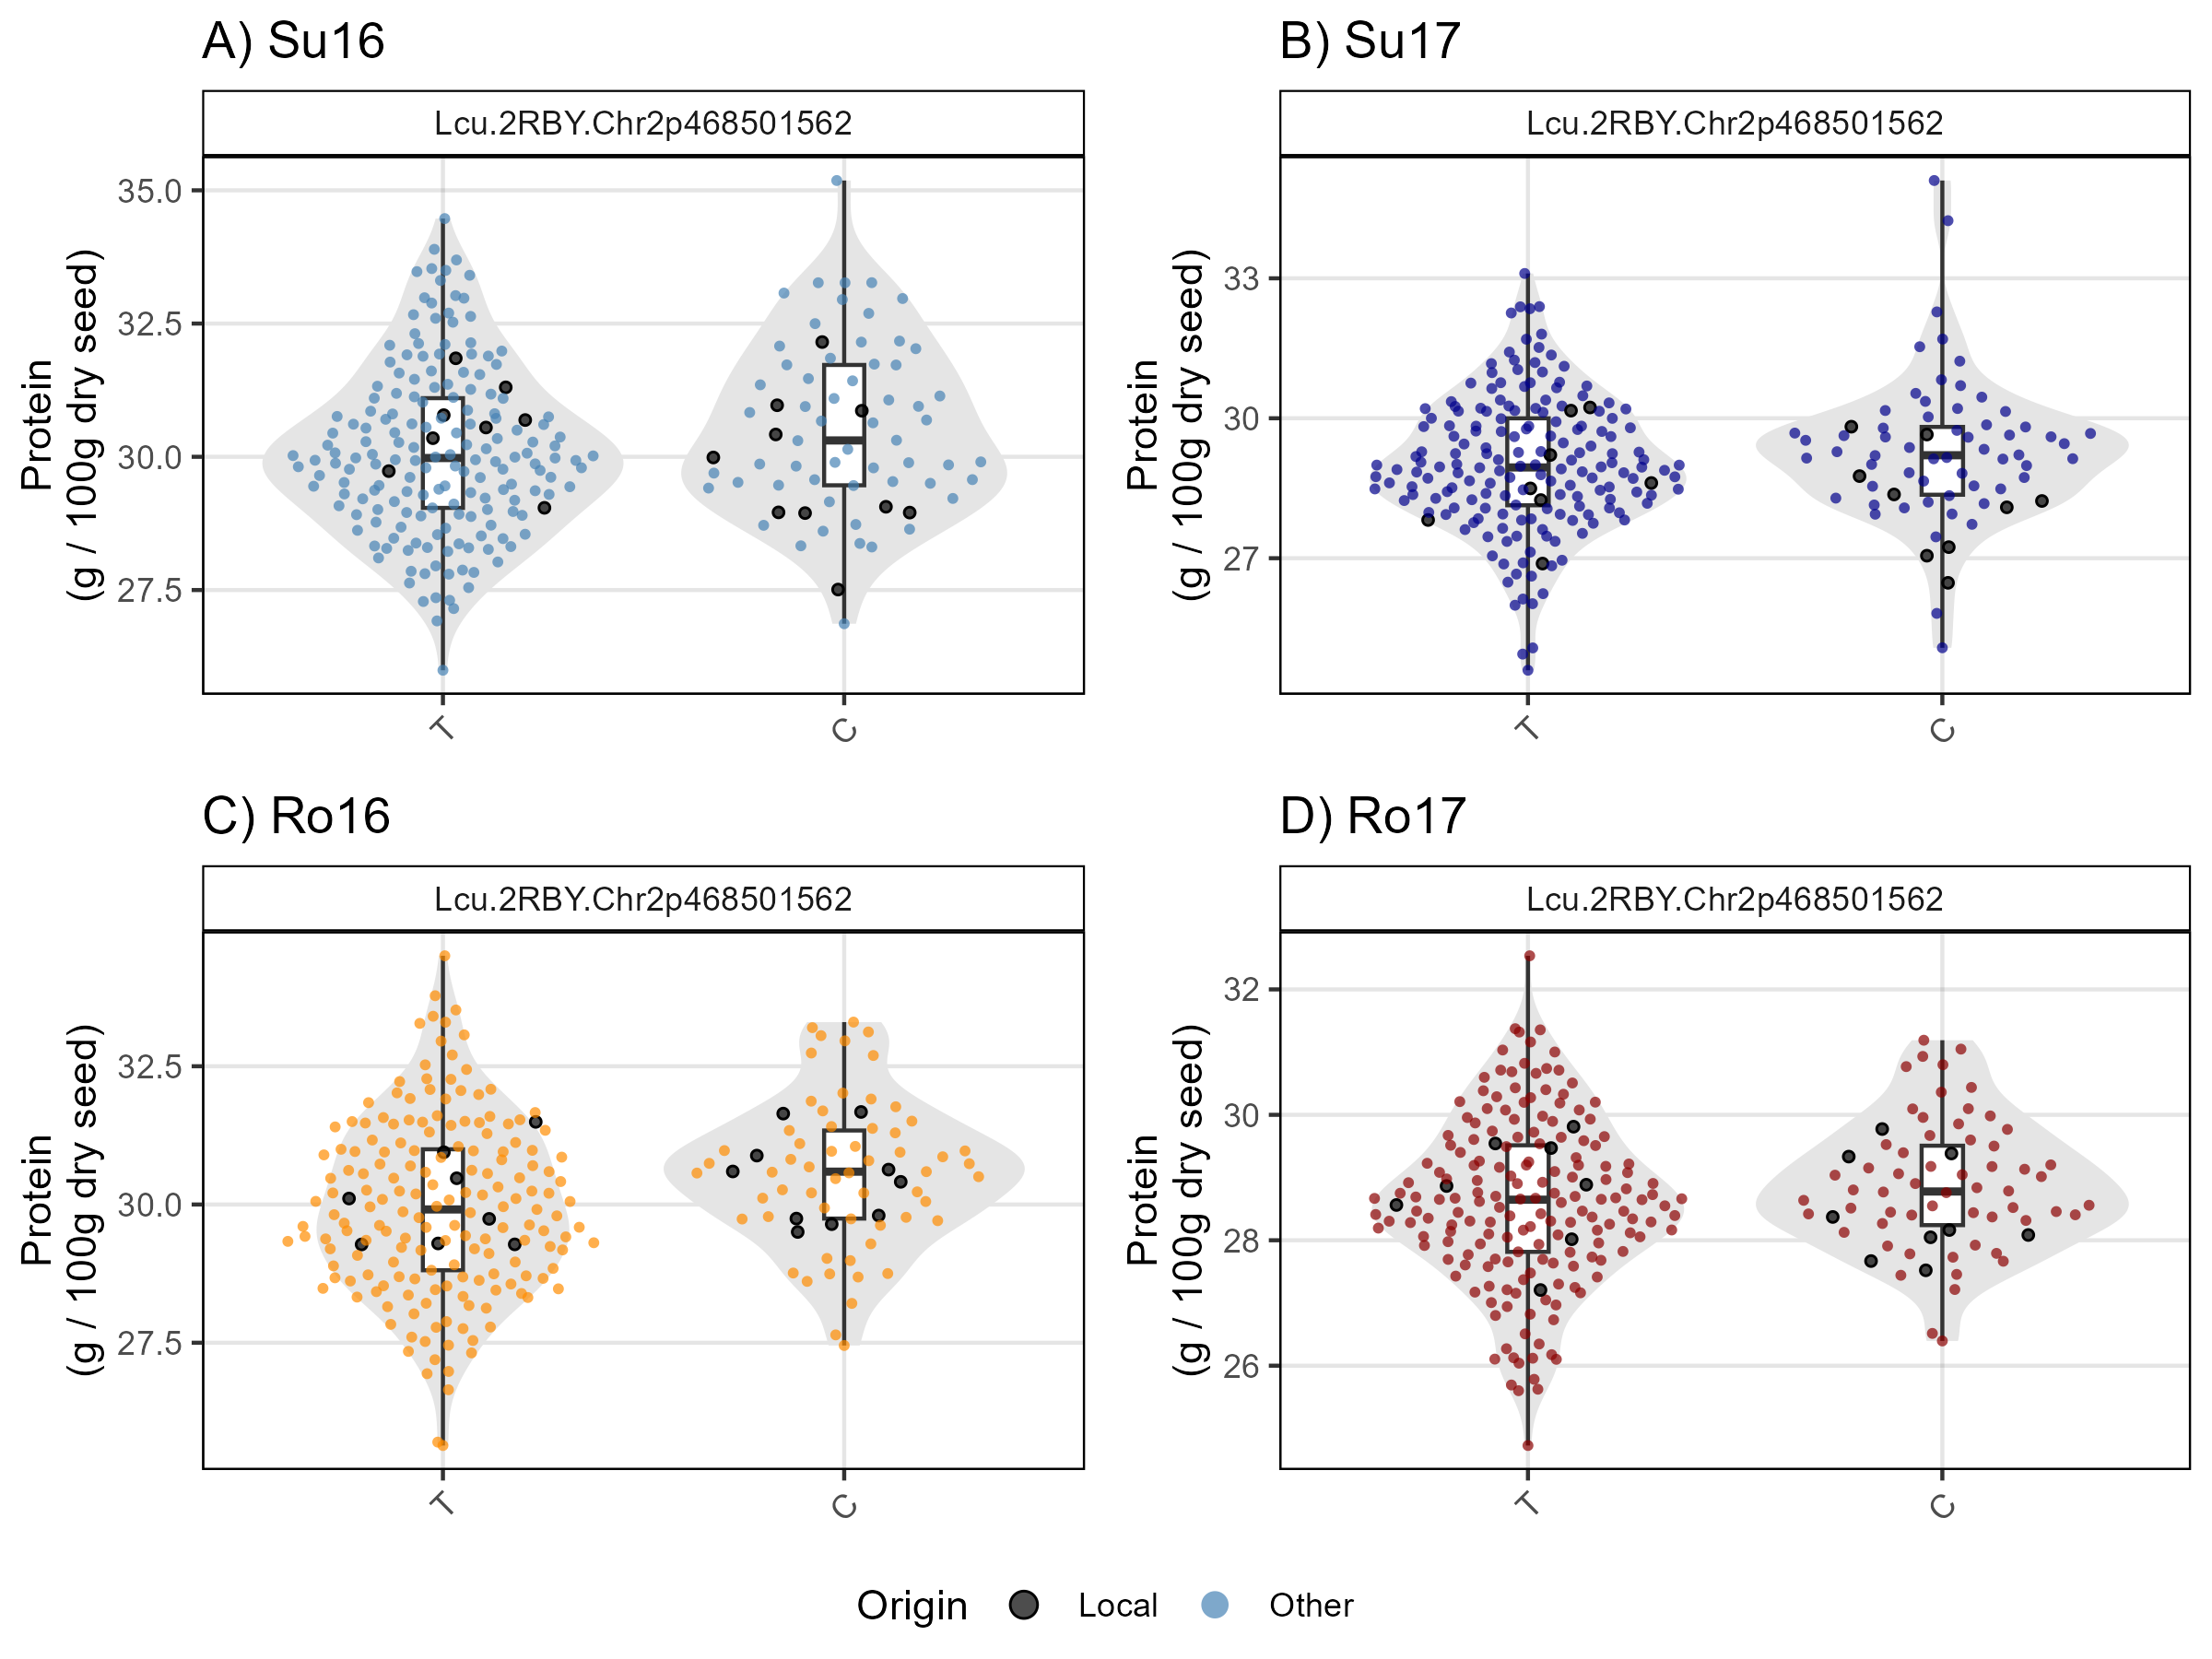 A) Su16
Lcu.2RBY.Chr2p468501562
Protein
(g / 100g dry seed)
35.0
32.5
30.0
27.5
T
C
B) Su17
Lcu.2RBY.Chr2p468501562
Protein
(g / 100g dry seed)
33
30
27
T
C
C) Ro16
Lcu.2RBY.Chr2p468501562
Protein
(g / 100g dry seed)
32.5
30.0
27.5
T
C
D) Ro17
Lcu.2RBY.Chr2p468501562
Protein
(g / 100g dry seed)
32
30
28
26
T
C
Origin Local Other